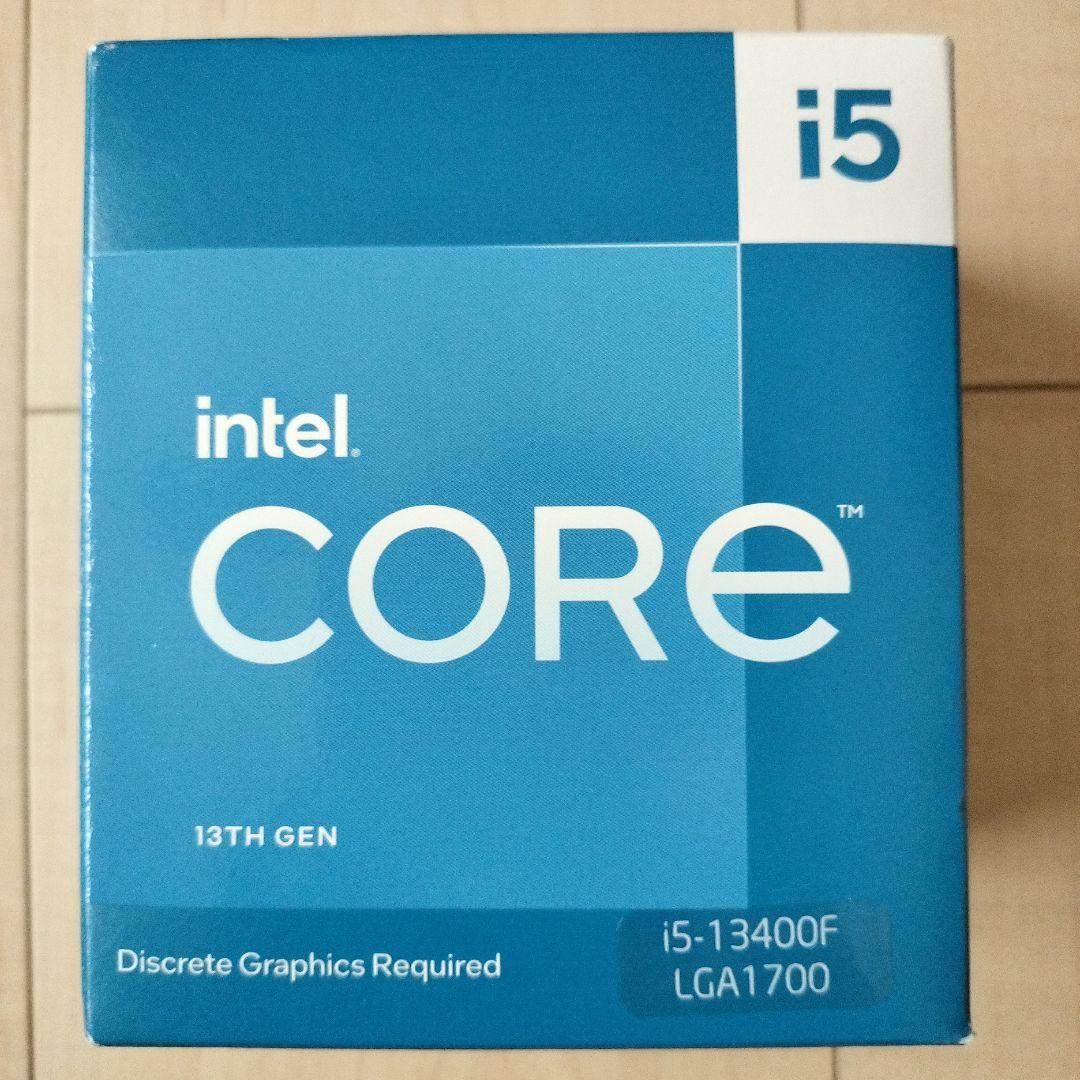 i5
intel®
CORE™
13TH GEN
Discrete Graphics Required
i5-13400F
LGA1700